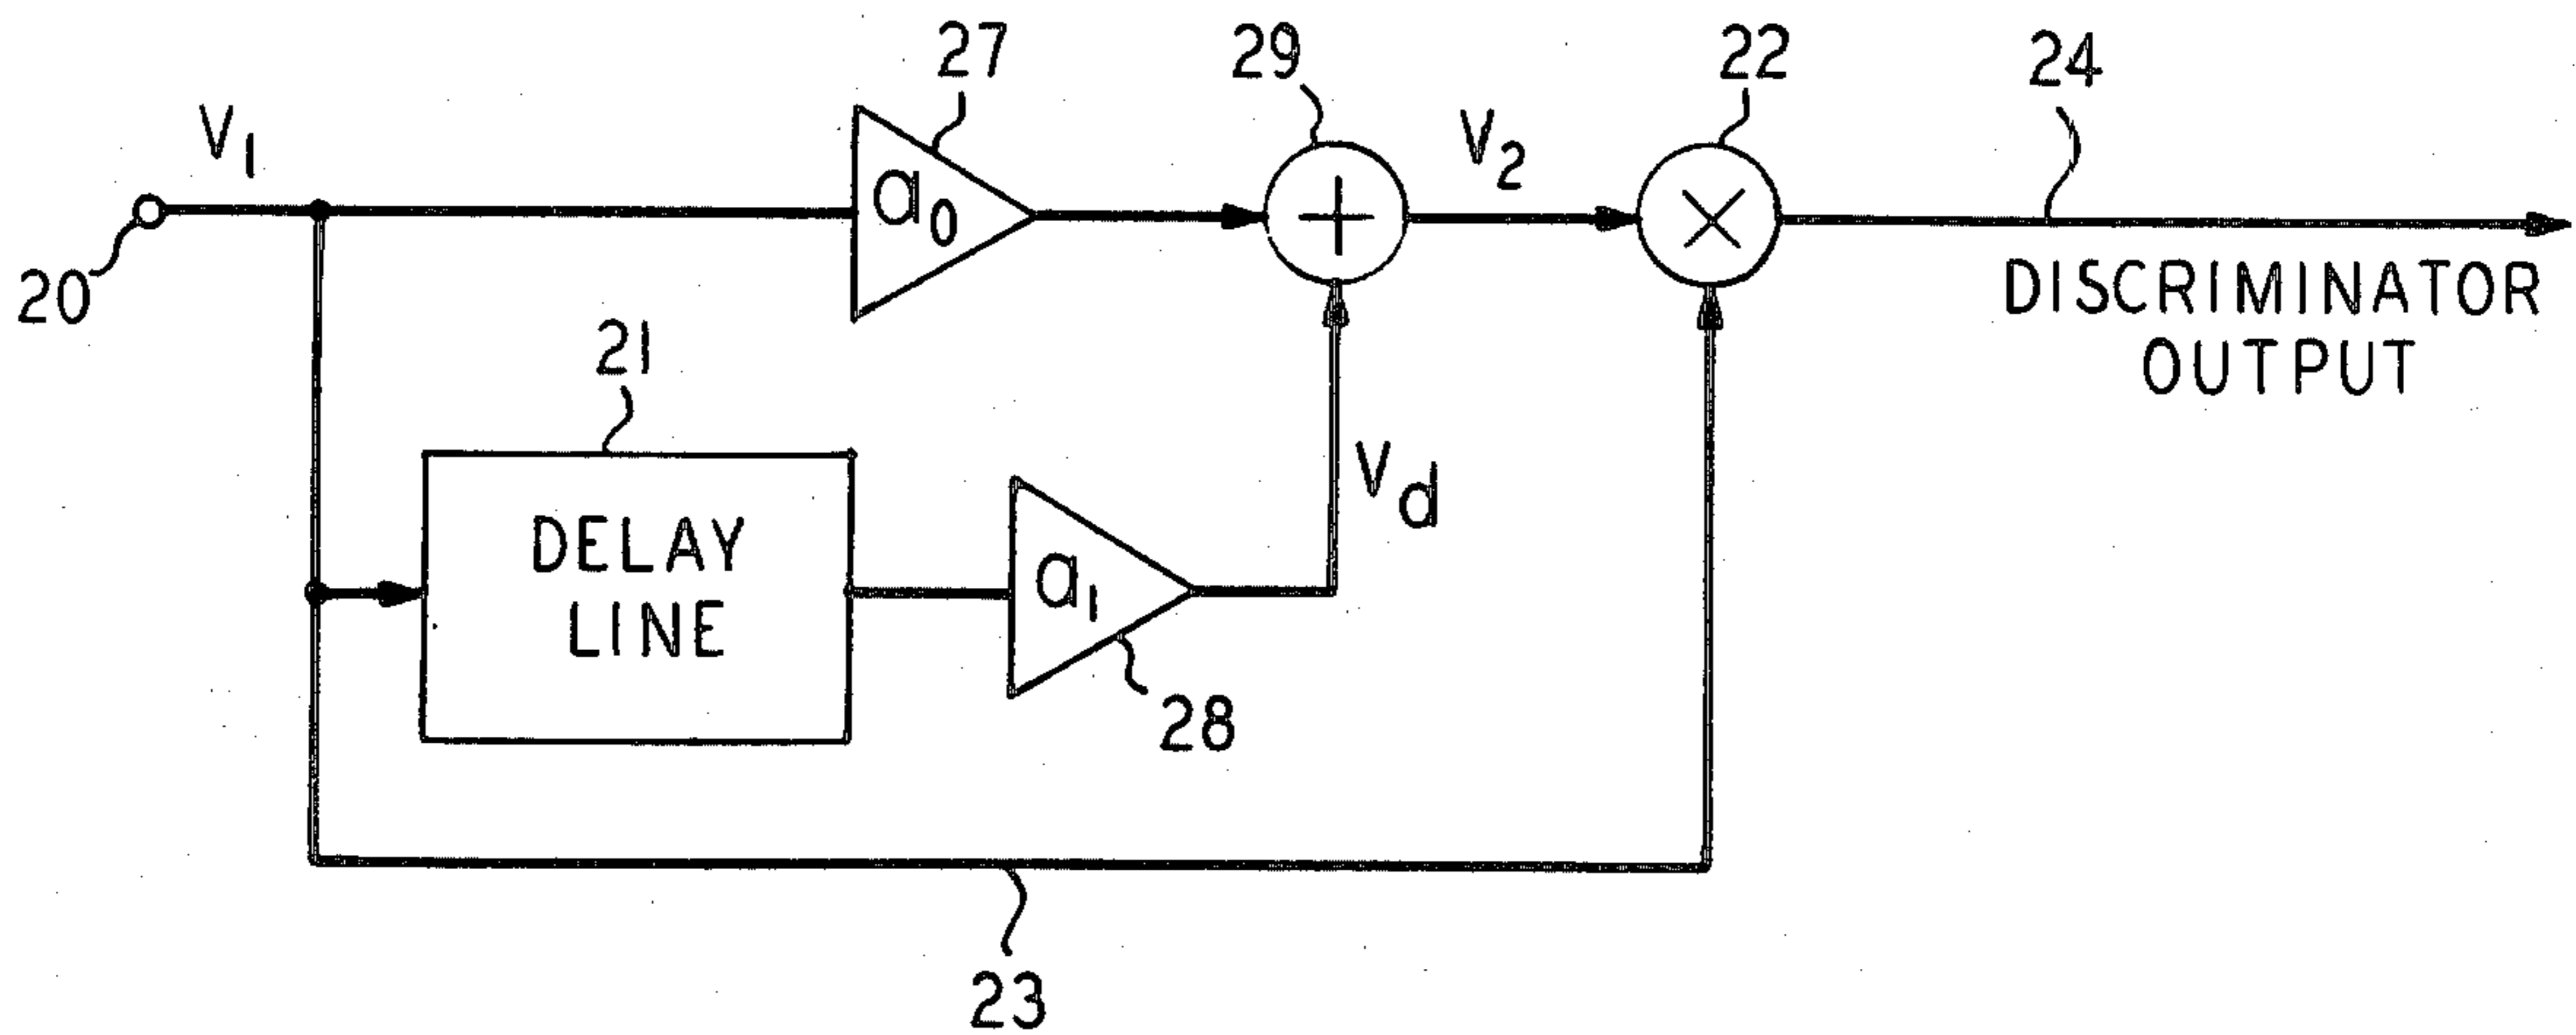 27
29
22
24
V1
a0
V2
20
DISCRIMINATOR
OUTPUT
21
Vd
DELAY
LINE
a1
28
23